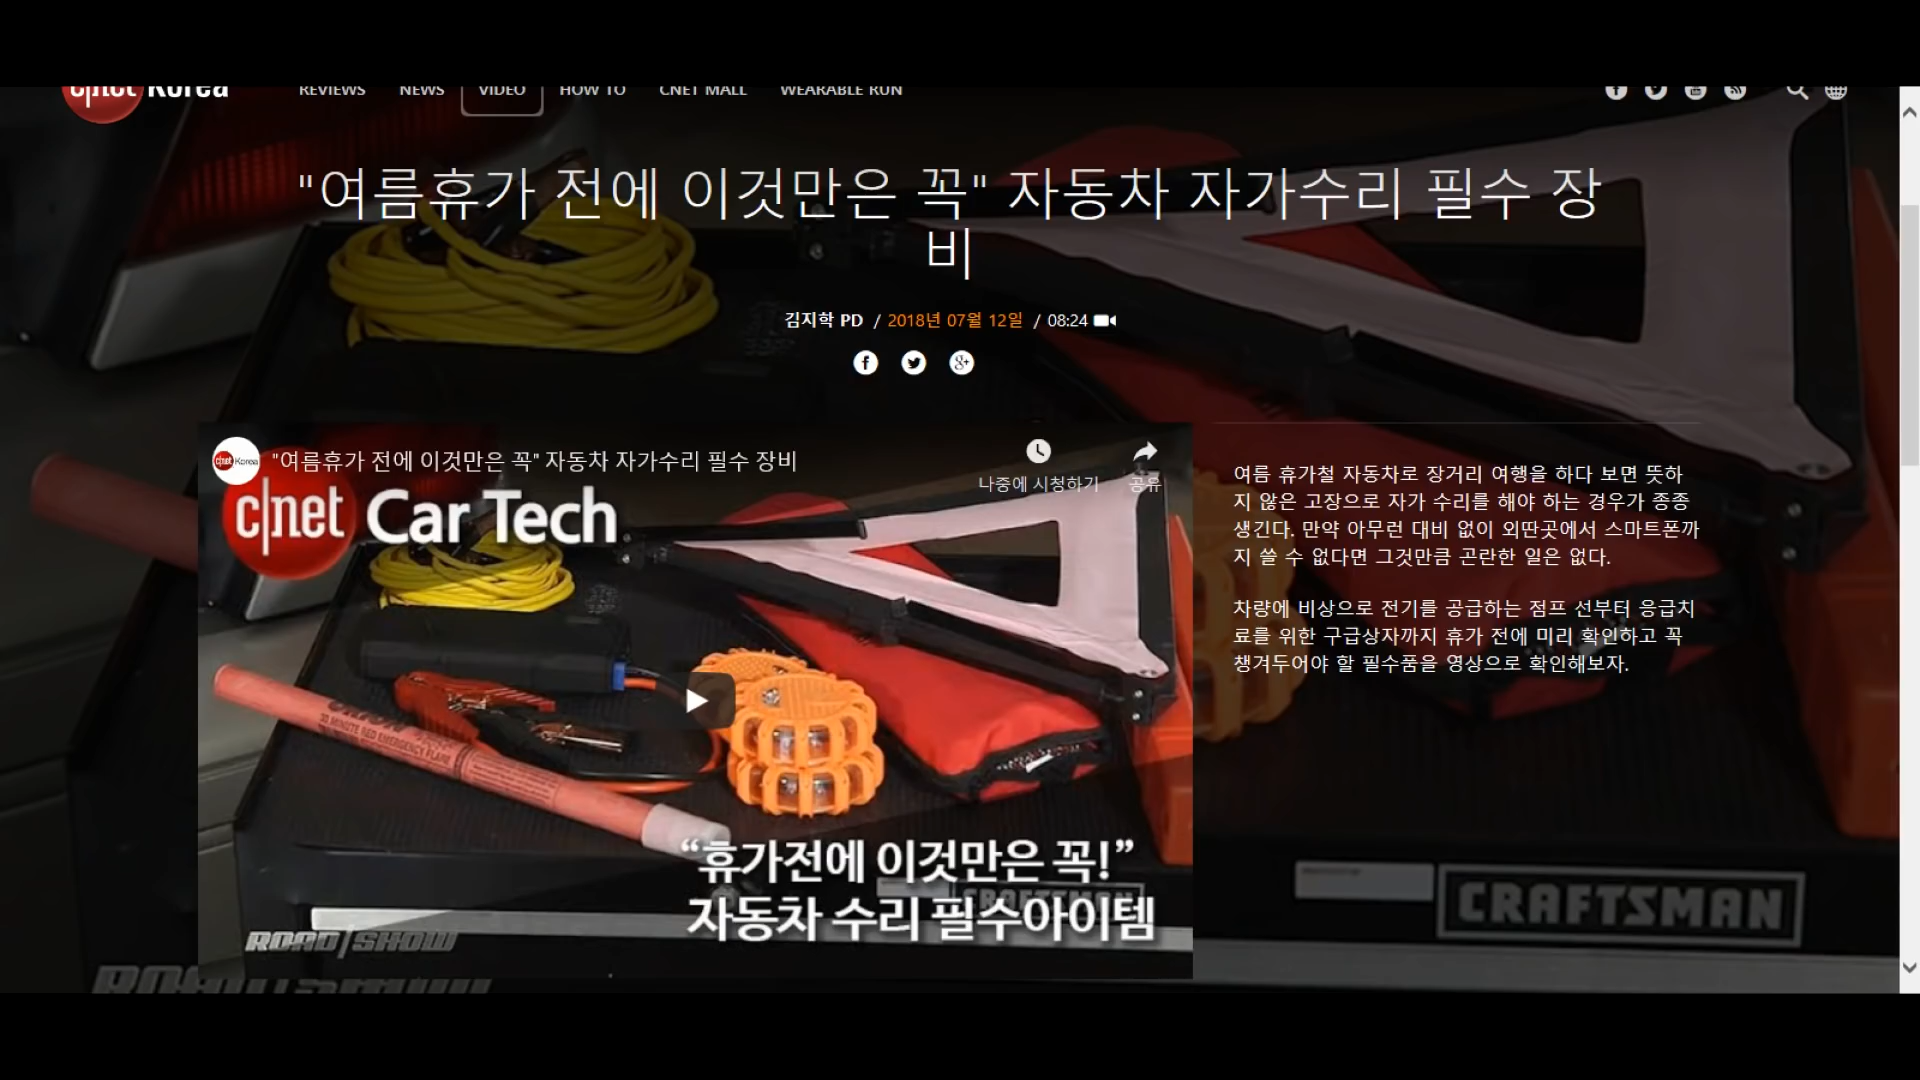 cnet Korea
REVIEWS NEWS VIDEO HOW TO CNET MALL WEARABLE RUN
"여름휴가 전에 이것만은 꼭" 자동차 자가수리 필수 장
비
김지학 PD / 2018년 07월 12일 / 08:24
cnet Korea "여름휴가 전에 이것만은 꼭" 자동차 자가수리 필수 장비
나중에 시청하기 공유
c|net Car Tech
30 MINUTE RED EMERGENCY FLARE
"휴가전에 이것만은 꼭!"
자동차 수리 필수아이템
CRAFTSMAN
ROAD/SHOW
여름 휴가철 자동차로 장거리 여행을 하다 보면 뜻하
지 않은 고장으로 자가 수리를 해야 하는 경우가 종종
생긴다. 만약 아무런 대비 없이 외딴곳에서 스마트폰까
지 쓸 수 없다면 그것만큼 곤란한 일은 없다.
차량에 비상으로 전기를 공급하는 점프 선부터 응급치
료를 위한 구급상자까지 휴가 전에 미리 확인하고 꼭
챙겨두어야 할 필수품을 영상으로 확인해보자.
CRAFTSMAN
ROAD/SHOW